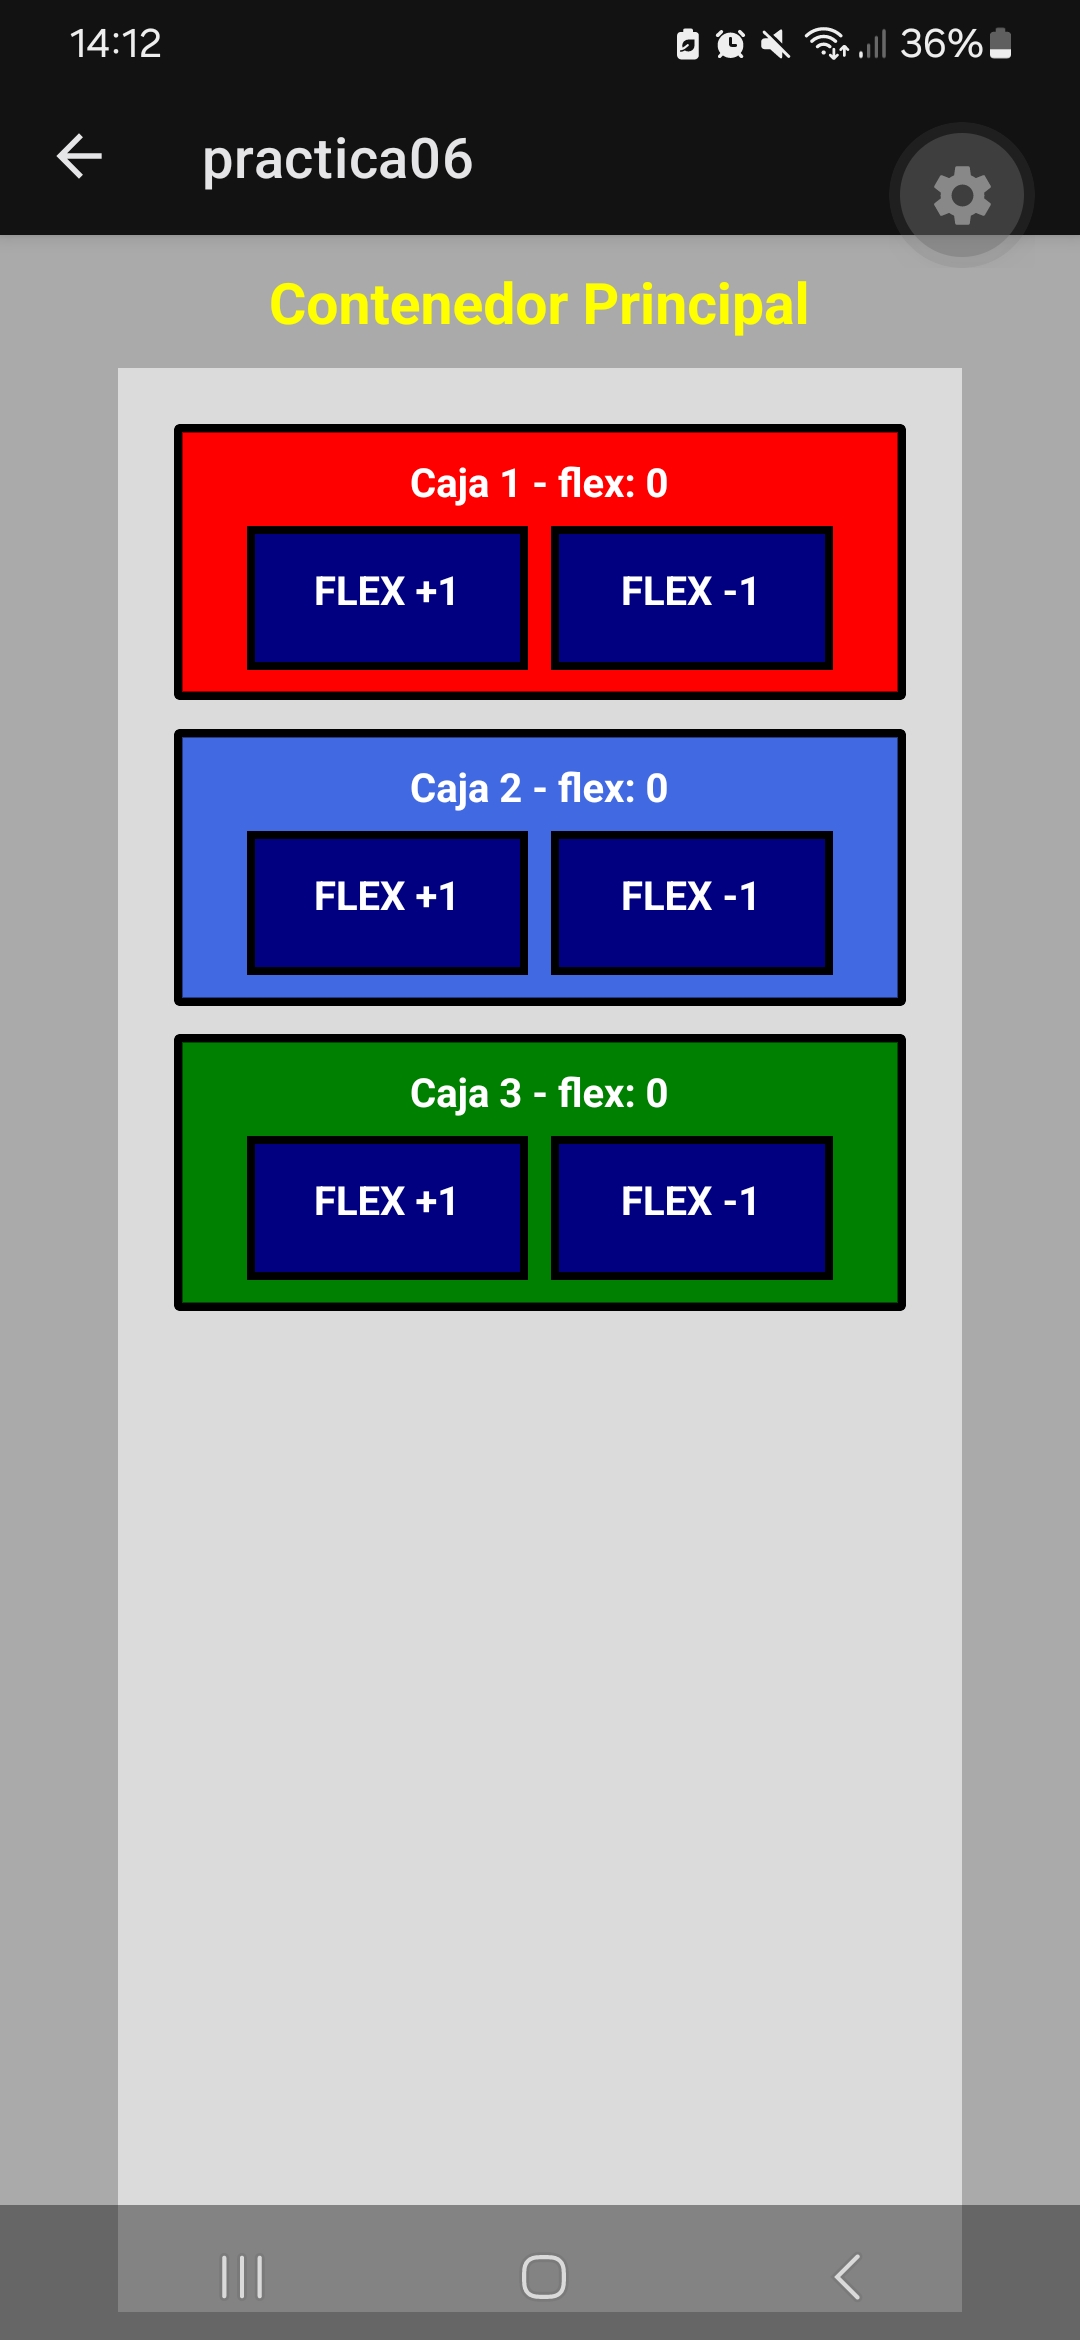 14:12 36%
practica06
Contenedor Principal
Caja 1 - flex: 0
FLEX +1 FLEX -1
Caja 2 - flex: 0
FLEX +1 FLEX -1
Caja 3 - flex: 0
FLEX +1 FLEX -1